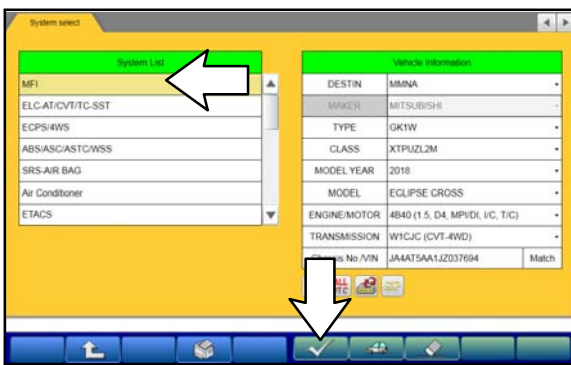 System select
System List
MFI
ELC-AT/CVT/TC-SST
ECPS/4WS
ABS/ASC/ASTC/WSS
SRS-AIR BAG
Air Conditioner
ETACS
Vehicle Information
DESTIN MMNA
MAKER MITSUBISHI
TYPE GK1W
CLASS XTPUZL2M
MODEL YEAR 2018
MODEL ECLIPSE CROSS
ENGINE/MOTOR 4B40 (1.5, D4, MPI/DI, I/C, T/C)
TRANSMISSION W1CJC (CVT-4WD)
No./VIN JA4AT5AA1JZ037694 Match